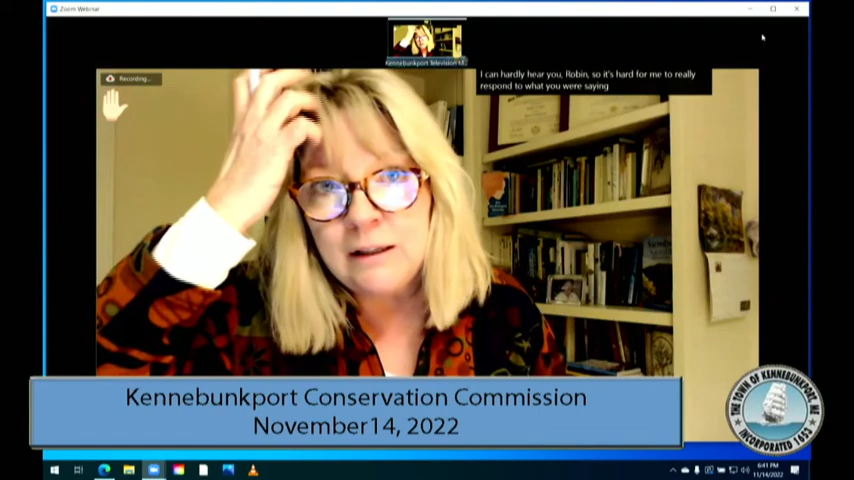 Zoom Webinar
Kennebunkport Television M...
Recording...
I can hardly hear you, Robin, so it's hard for me to really
respond to what you were saying
Kennebunkport Conservation Commission
November14, 2022
THE TOWN OF KENNEBUNKPORT, ME
INCORPORATED 1653
6:41 PM
11/14/2022